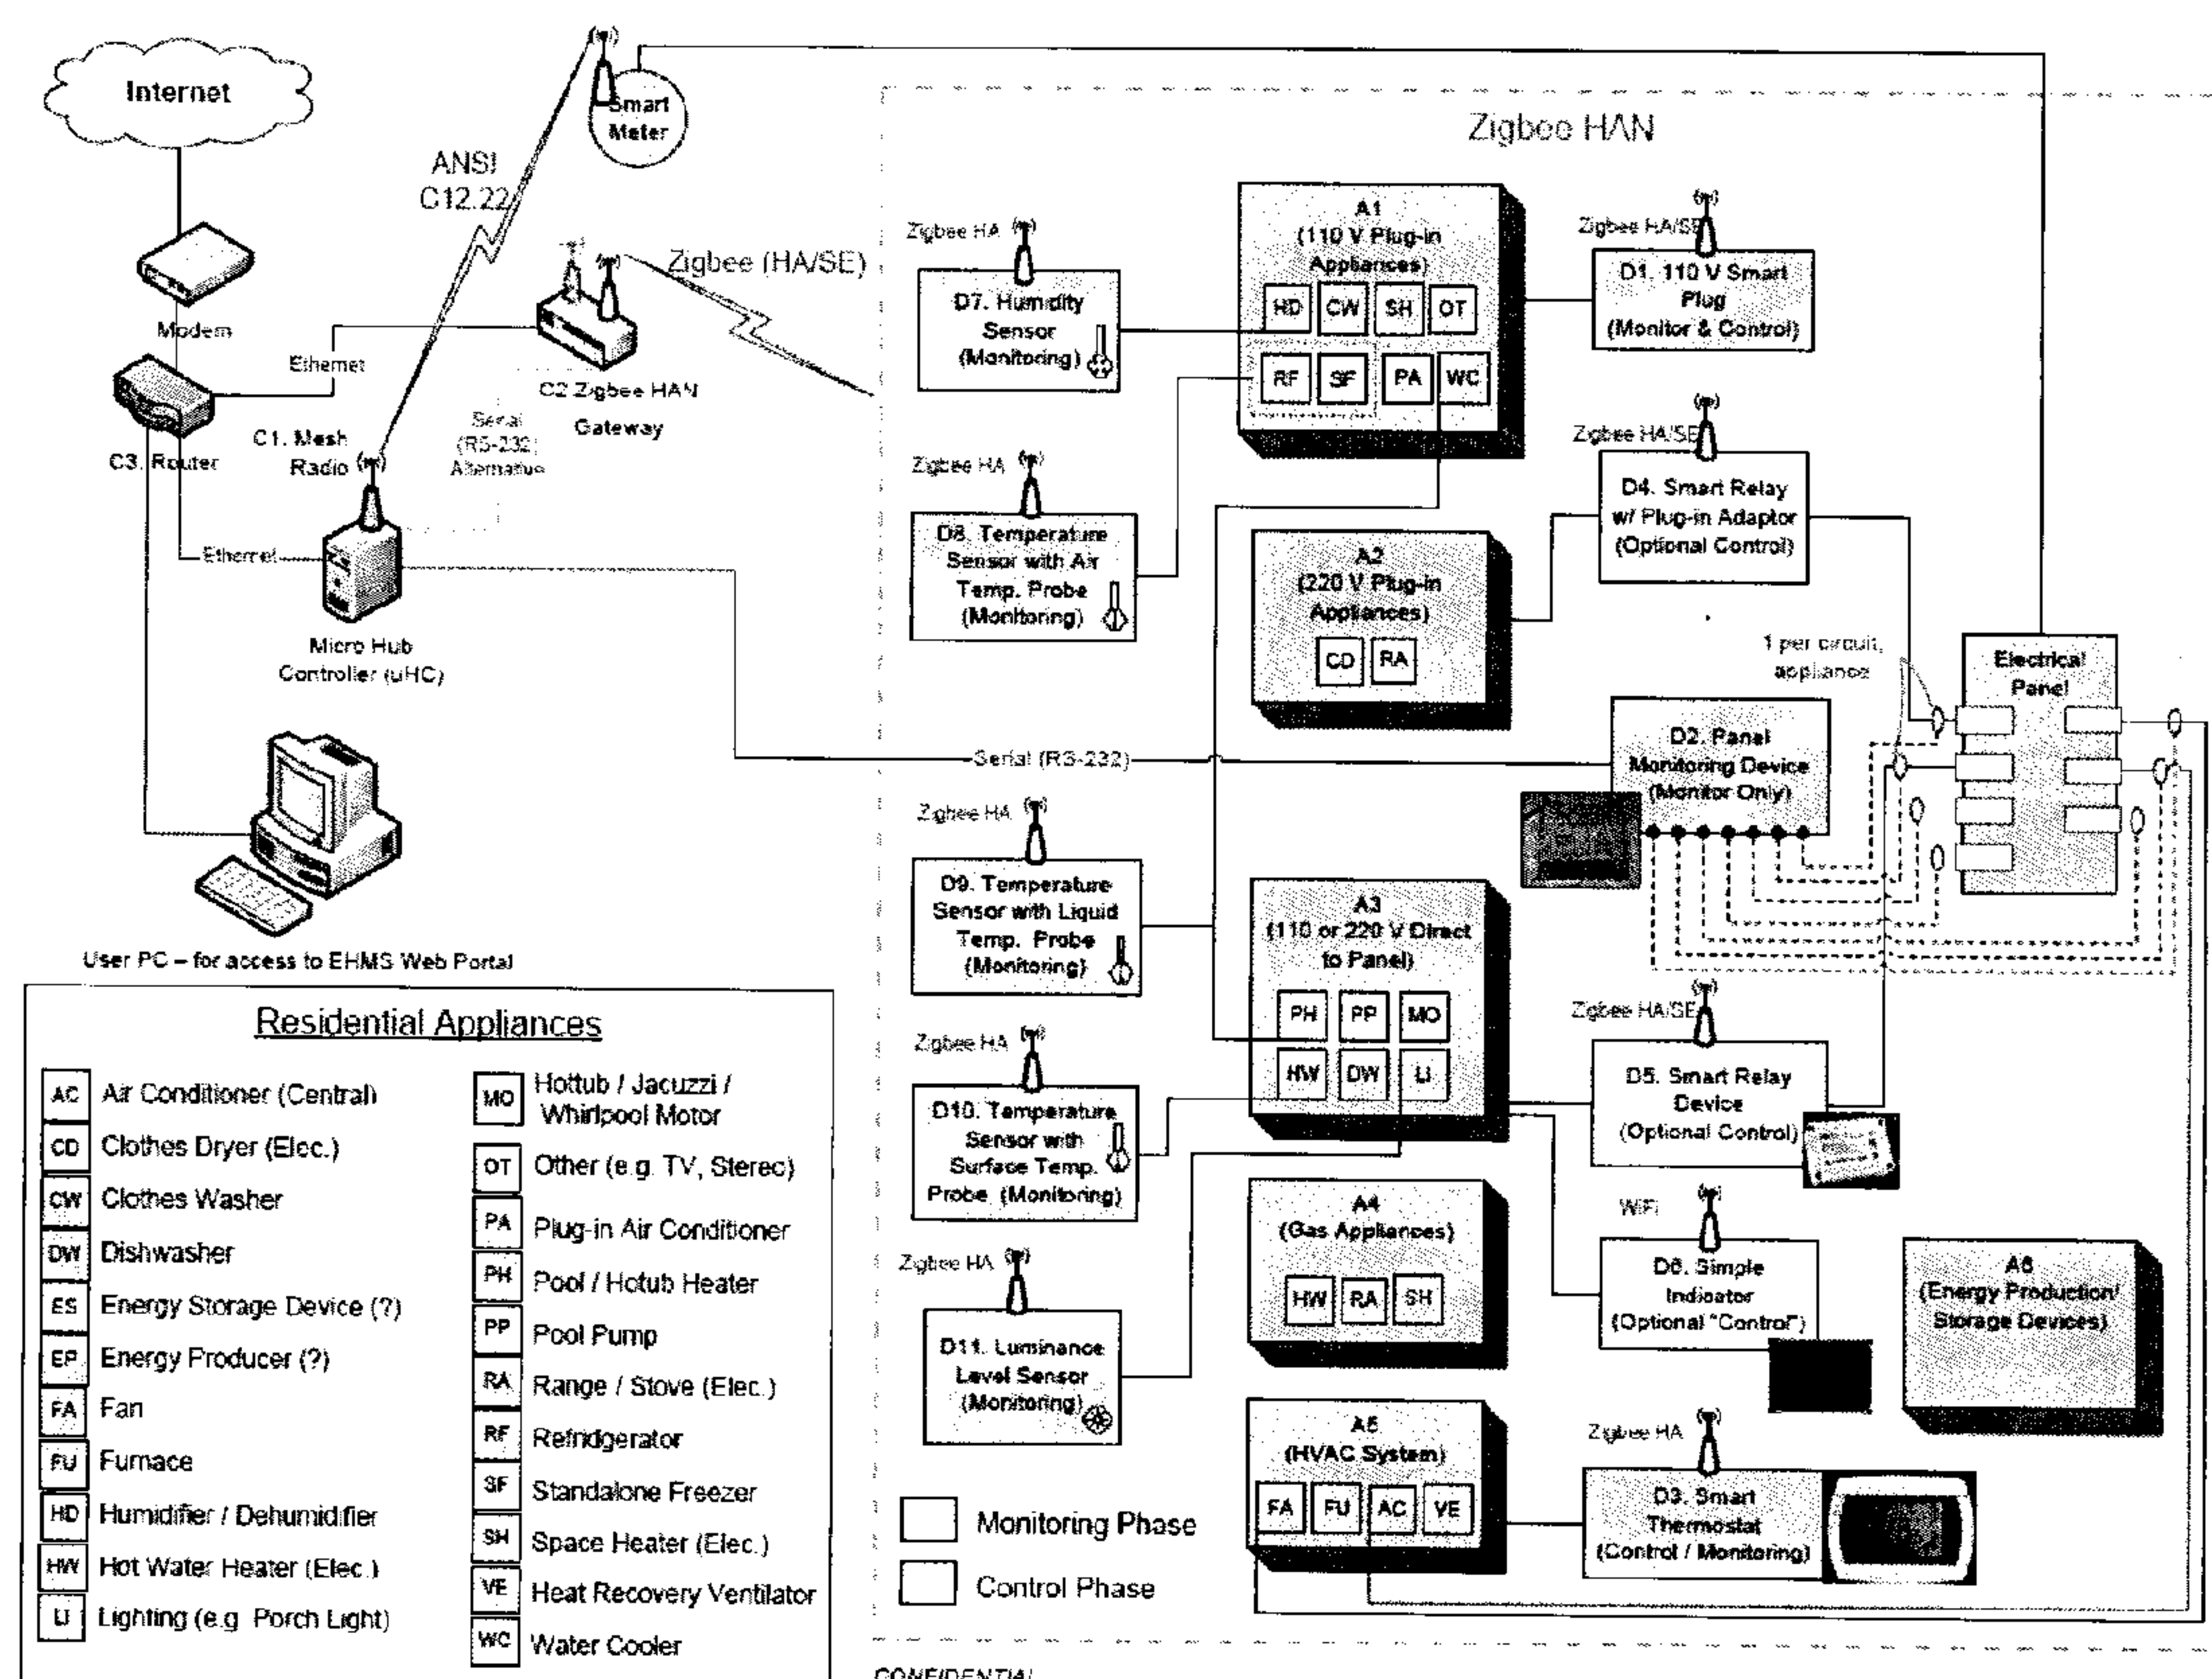 Internet
Smart
Meter
ANSI
C12.22
Modem
Ethernet
Zigbee (HA/SE)
C3. Router
C1. Mesh
Radio
Serial
(RS-232)
Alternative
C2 Zigbee HAN
Gateway
Ethernet
Micro Hub
Controller (uHC)
User PC – for access to EHMS Web Portal
Zigbee HAN
Zigbee HA
D7. Humidity
Sensor
(Monitoring)
A1
(110 V Plug-in
Appliances)
HD CW SH OT
RF SF PA WC
Zigbee HA/SE
D1. 110 V Smart
Plug
(Monitor & Control)
Zigbee HA
D8. Temperature
Sensor with Air
Temp. Probe
(Monitoring)
A2
(220 V Plug-in
Appliances)
CD RA
Zigbee HA/SE
D4. Smart Relay
w/ Plug-in Adaptor
(Optional Control)
1 per circuit,
appliance
Electrical
Panel
Serial (RS-232)
D2. Panel
Monitoring Device
(Monitor Only)
Zigbee HA
D9. Temperature
Sensor with Liquid
Temp. Probe
(Monitoring)
A3
(110 or 220 V Direct
to Panel)
PH PP MO
HW DW LI
Zigbee HA/SE
D5. Smart Relay
Device
(Optional Control)
Zigbee HA
D10. Temperature
Sensor with
Surface Temp.
Probe (Monitoring)
A4
(Gas Appliances)
HW RA SH
WiFi
D6. Simple
Indicator
(Optional "Control")
A6
(Energy Production/
Storage Devices)
Zigbee HA
D11. Luminance
Level Sensor
(Monitoring)
A5
(HVAC System)
FA FU AC VE
Zigbee HA
D3. Smart
Thermostat
(Control / Monitoring)
Monitoring Phase
Control Phase
Residential Appliances
AC Air Conditioner (Central)
CD Clothes Dryer (Elec.)
CW Clothes Washer
DW Dishwasher
ES Energy Storage Device (?)
EP Energy Producer (?)
FA Fan
FU Furnace
HD Humidifier / Dehumidifier
HW Hot Water Heater (Elec.)
LI Lighting (e.g Porch Light)
MO Hottub / Jacuzzi /
Whirlpool Motor
OT Other (e.g. TV, Stereo)
PA Plug-in Air Conditioner
PH Pool / Hotub Heater
PP Pool Pump
RA Range / Stove (Elec.)
RF Refridgerator
SF Standalone Freezer
SH Space Heater (Elec.)
VE Heat Recovery Ventilator
WC Water Cooler
CONFIDENTIAL